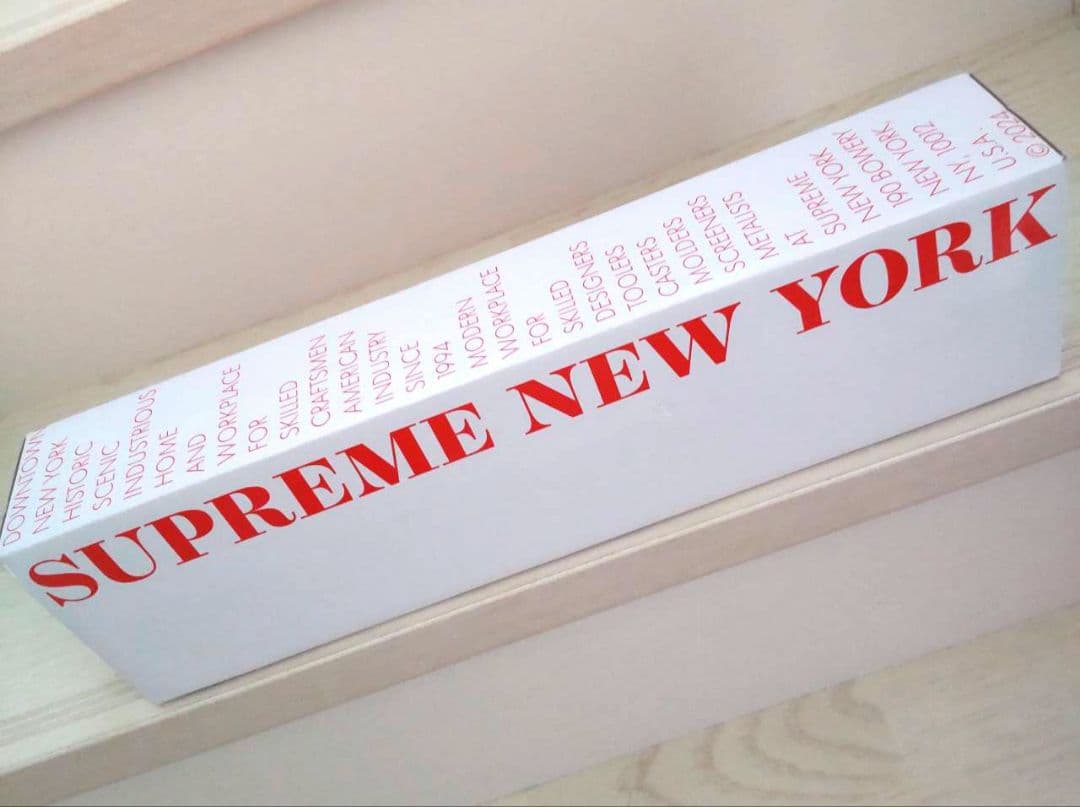 DOWNTOWN
NEW YORK
HISTORIC
SCENIC
INDUSTRIOUS
HOME
AND
WORKPLACE
FOR
SKILLED
CRAFTSMEN
AMERICAN
INDUSTRY
SINCE
1994
MODERN
WORKPLACE
FOR
SKILLED
DESIGNERS
TOOLERS
CASTERS
MOLDERS
SCREENERS
METALISTS
AT
SUPREME
NEW YORK
190 BOWERY
NEW YORK,
NY, 10012
U.S.A.
© 2024
SUPREME NEW YORK